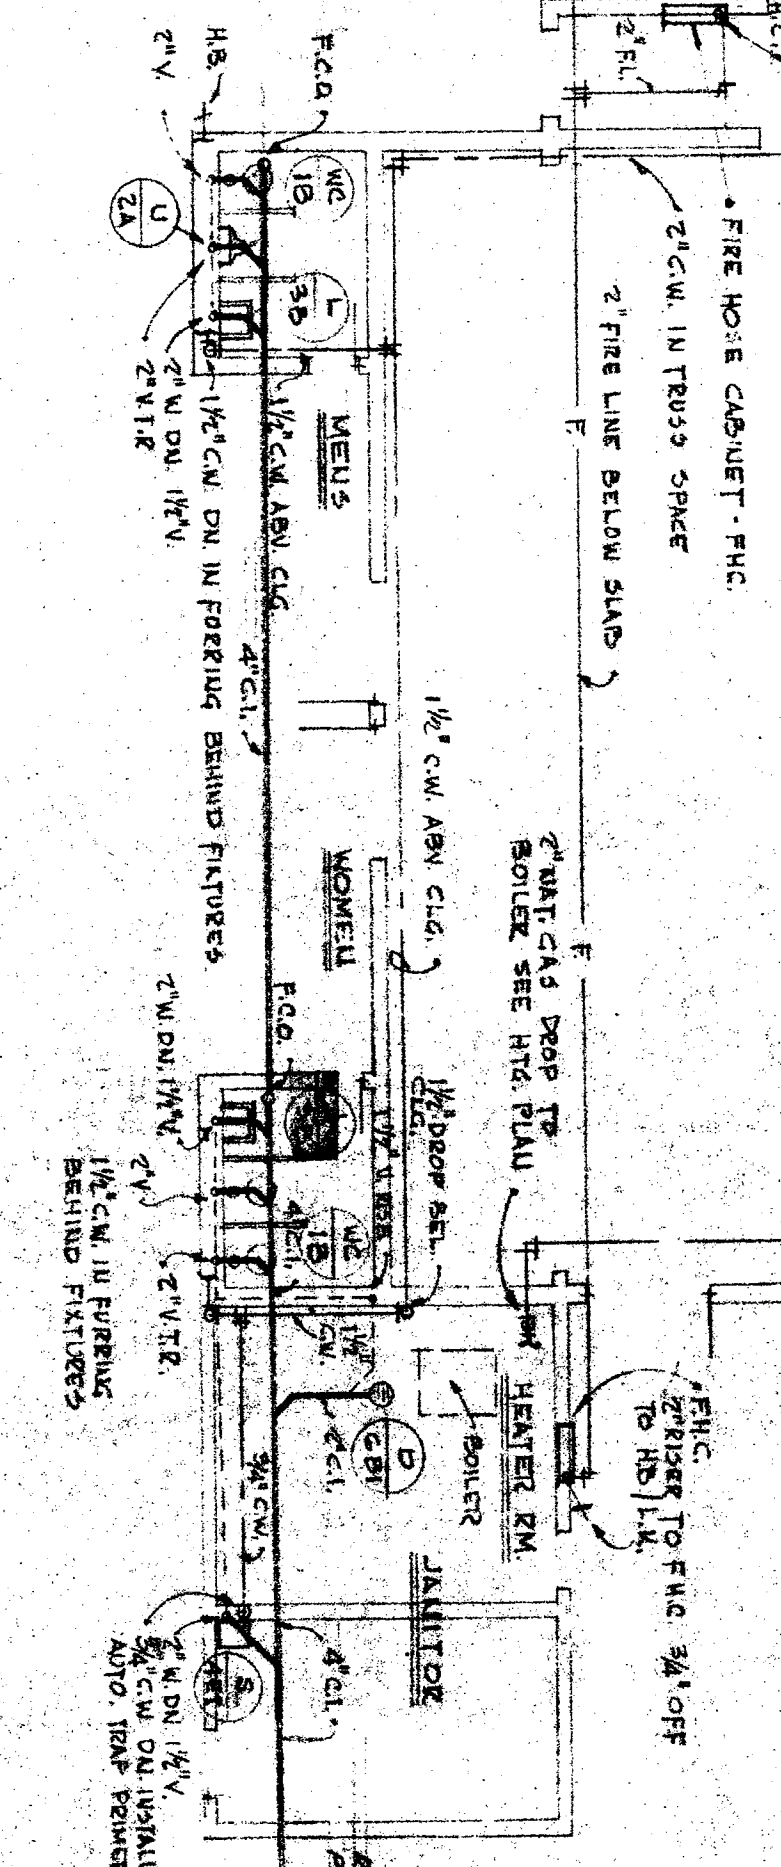 H.C.
2" F.L.
• FIRE HOSE CABINET - FHC.
2" C.W. IN TRUSS SPACE
2" FIRE LINE BELOW SLAB
F.
F.
F.C.O.
H.B.
2" V.
WC
1B
U
2A
L
3B
MENS
1½" C.W. ABV. CLG.
1½" C.W. DN. IN FORRING BEHIND FIXTURES
2" W. DN. 1½" V.
2" V.T.R
4" C.I.
1½" C.W. ABV. CLG.
WOMEN
2" NAT. GAS DROP TO
BOILER SEE HTG. PLAN
F.C.O.
1½" DROP BEL.
CLG.
2" W. DN. 1½" V.
2" V.
2" V.T.R.
1½" C.W. IN FURRING
BEHIND FIXTURES
WC
1B
4" C.I.
1½" V.
1½"
C.W.
HEATER RM.
BOILER
D
C.I.
¾" C.W.
F.H.C.
2" RISER TO F.H.C. ¾" OFF
TO HB
JANITOR
4" C.I.
S
2" W. DN 1½" V.
¾" C.W. DN. INSTALL
AUTO. TRAP PRIMER